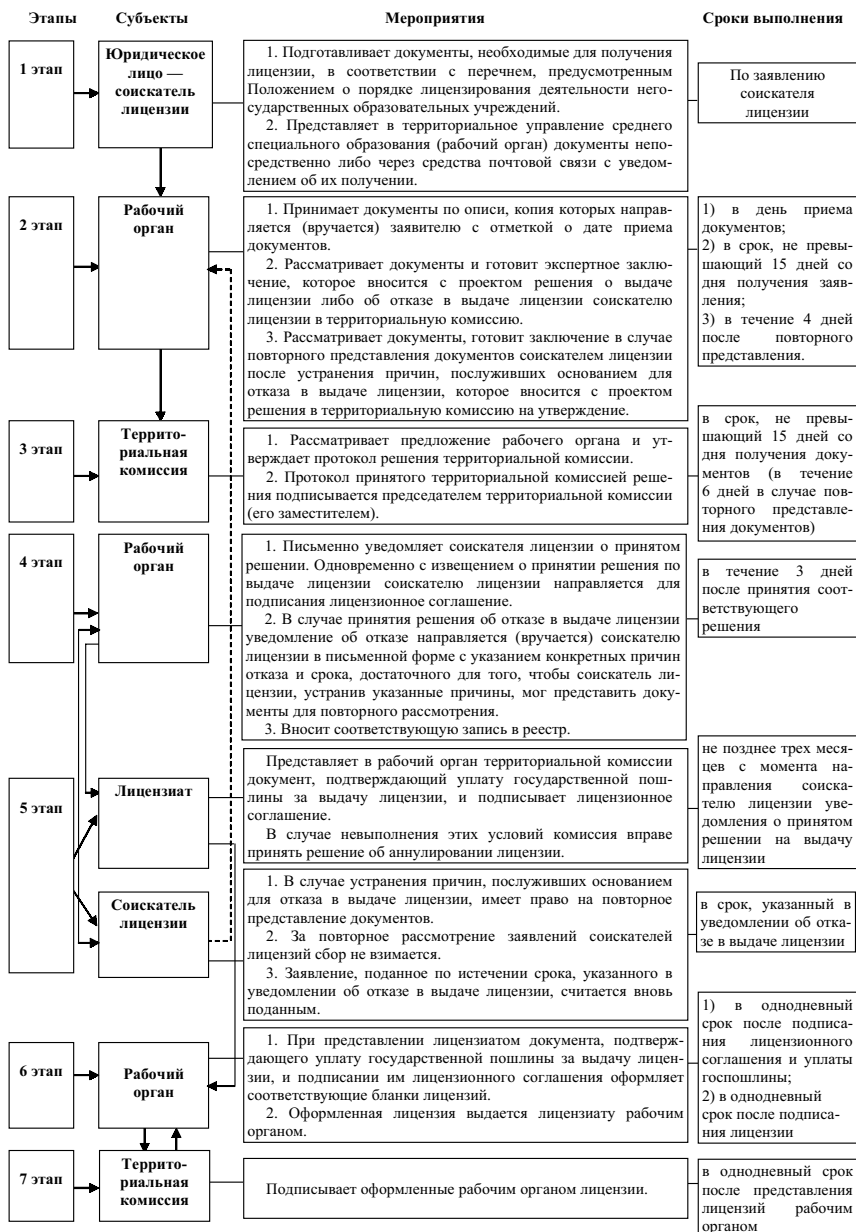 Этапы Субъекты Мероприятия Сроки выполнения
1 этап
Юридическое
лицо —
соискатель
лицензии
1. Подготавливает документы, необходимые для получения
лицензии, в соответствии с перечнем, предусмотренным
Положением о порядке лицензирования деятельности него-
сударственных образовательных учреждений.
2. Представляет в территориальное управление среднего
специального образования (рабочий орган) документы непо-
средственно либо через средства почтовой связи с уведом-
лением об их получении.
По заявлению
соискателя
лицензии
2 этап
Рабочий
орган
1. Принимает документы по описи, копия которых направ-
ляется (вручается) заявителю с отметкой о дате приема
документов.
2. Рассматривает документы и готовит экспертное заклю-
чение, которое вносится с проектом решения о выдаче
лицензии либо об отказе в выдаче лицензии соискателю
лицензии в территориальную комиссию.
3. Рассматривает документы, готовит заключение в случае
повторного представления документов соискателем лицензии
после устранения причин, послуживших основанием для
отказа в выдаче лицензии, которое вносится с проектом
решения в территориальную комиссию на утверждение.
1) в день приема
документов;
2) в срок, не превы-
шающий 15 дней со
дня получения заяв-
ления;
3) в течение 4 дней
после повторного
представления.
3 этап
Террито-
риальная
комиссия
1. Рассматривает предложение рабочего органа и ут-
верждает протокол решения территориальной комиссии.
2. Протокол принятого территориальной комиссией реше-
ния подписывается председателем территориальной комиссии
(его заместителем).
в срок, не превы-
шающий 15 дней со
дня получения доку-
ментов (в течение
6 дней в случае пов-
торного представле-
ния документов)
4 этап
Рабочий
орган
1. Письменно уведомляет соискателя лицензии о принятом
решении. Одновременно с извещением о принятии решения по
выдаче лицензии соискателю лицензии направляется для
подписания лицензионное соглашение.
2. В случае принятия решения об отказе в выдаче лицензии
уведомление об отказе направляется (вручается) соискателю
лицензии в письменной форме с указанием конкретных причин
отказа и срока, достаточного для того, чтобы соискатель ли-
цензии, устранив указанные причины, мог представить доку-
менты для повторного рассмотрения.
3. Вносит соответствующую запись в реестр.
в течение 3 дней
после принятия соот-
ветствующего
решения
5 этап
Лицензиат
Представляет в рабочий орган территориальной комиссии
документ, подтверждающий уплату государственной пош-
лины за выдачу лицензии, и подписывает лицензионное
соглашение.
В случае невыполнения этих условий комиссия вправе
принять решение об аннулировании лицензии.
не позднее трех меся-
цев с момента на-
правления соиска-
телю лицензии уве-
домления о принятом
решении на выдачу
лицензии
Соискатель
лицензии
1. В случае устранения причин, послуживших основанием
для отказа в выдаче лицензии, имеет право на повторное
представление документов.
2. За повторное рассмотрение заявлений соискателей
лицензий сбор не взимается.
3. Заявление, поданное по истечении срока, указанного в
уведомлении об отказе в выдаче лицензии, считается вновь
поданным.
в срок, указанный в
уведомлении об отка-
зе в выдаче лицензии
6 этап
Рабочий
орган
1. При представлении лицензиатом документа, подтверж-
дающего уплату государственной пошлины за выдачу лицен-
зии, и подписании им лицензионного соглашения оформляет
соответствующие бланки лицензий.
2. Оформленная лицензия выдается лицензиату рабочим
органом.
1) в однодневный
срок после подписа-
ния лицензионного
соглашения и уплаты
госпошлины;
2) в однодневный
срок после подписа-
ния лицензии
7 этап
Террито-
риальная
комиссия
Подписывает оформленные рабочим органом лицензии.
в однодневный срок
после представления
лицензий рабочим
органом